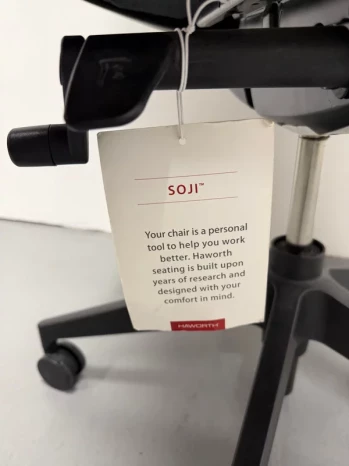 SOJI™
Your chair is a personal
tool to help you work
better. Haworth
seating is built upon
years of research and
designed with your
comfort in mind.
HAWORTH